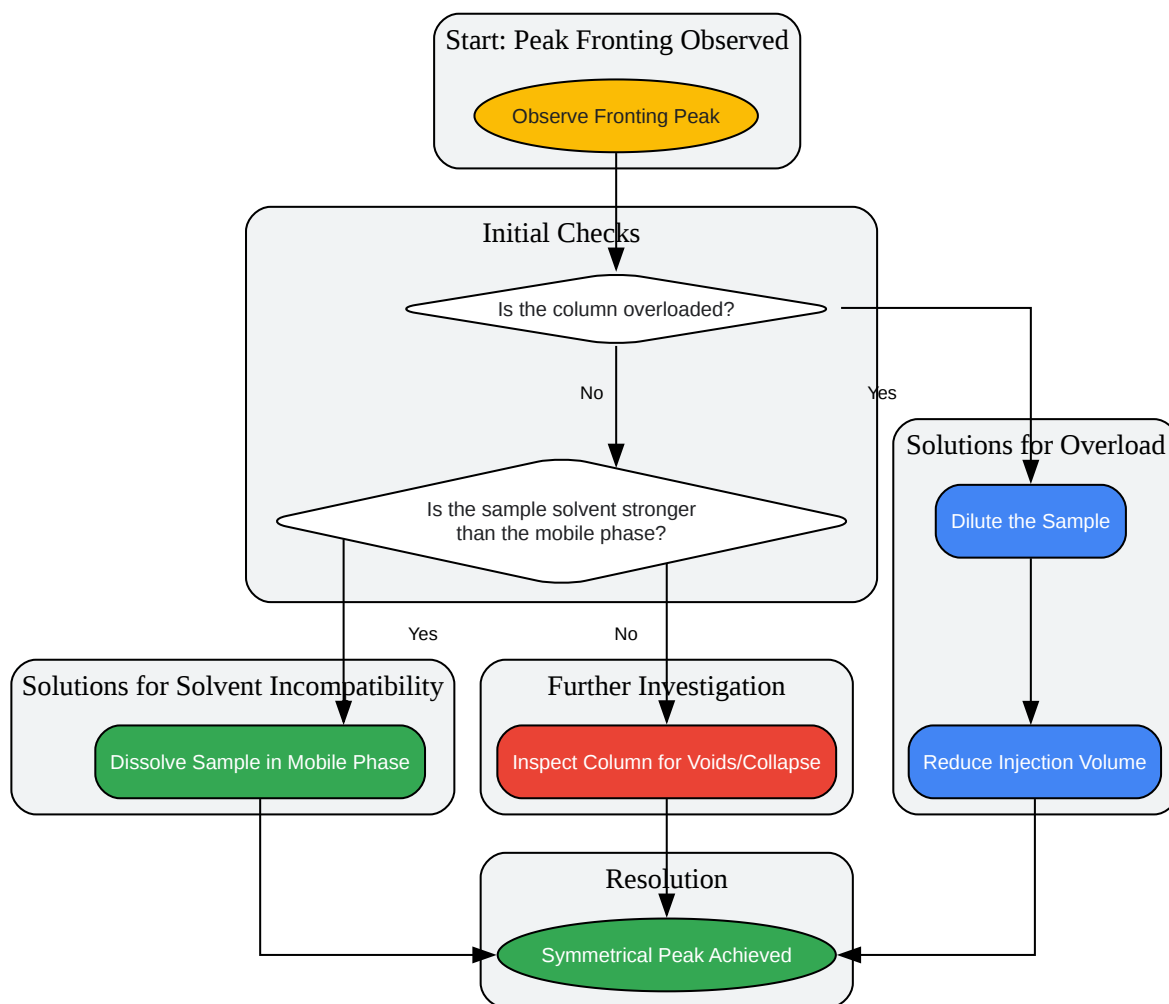 Start: Peak Fronting Observed
Observe Fronting Peak
Initial Checks
Is the column overloaded?
No
Yes
Solutions for Overload
Is the sample solvent stronger
than the mobile phase?
Dilute the Sample
Yes
No
Solutions for Solvent Incompatibility
Further Investigation
Dissolve Sample in Mobile Phase
Inspect Column for Voids/Collapse
Reduce Injection Volume
Resolution
Symmetrical Peak Achieved